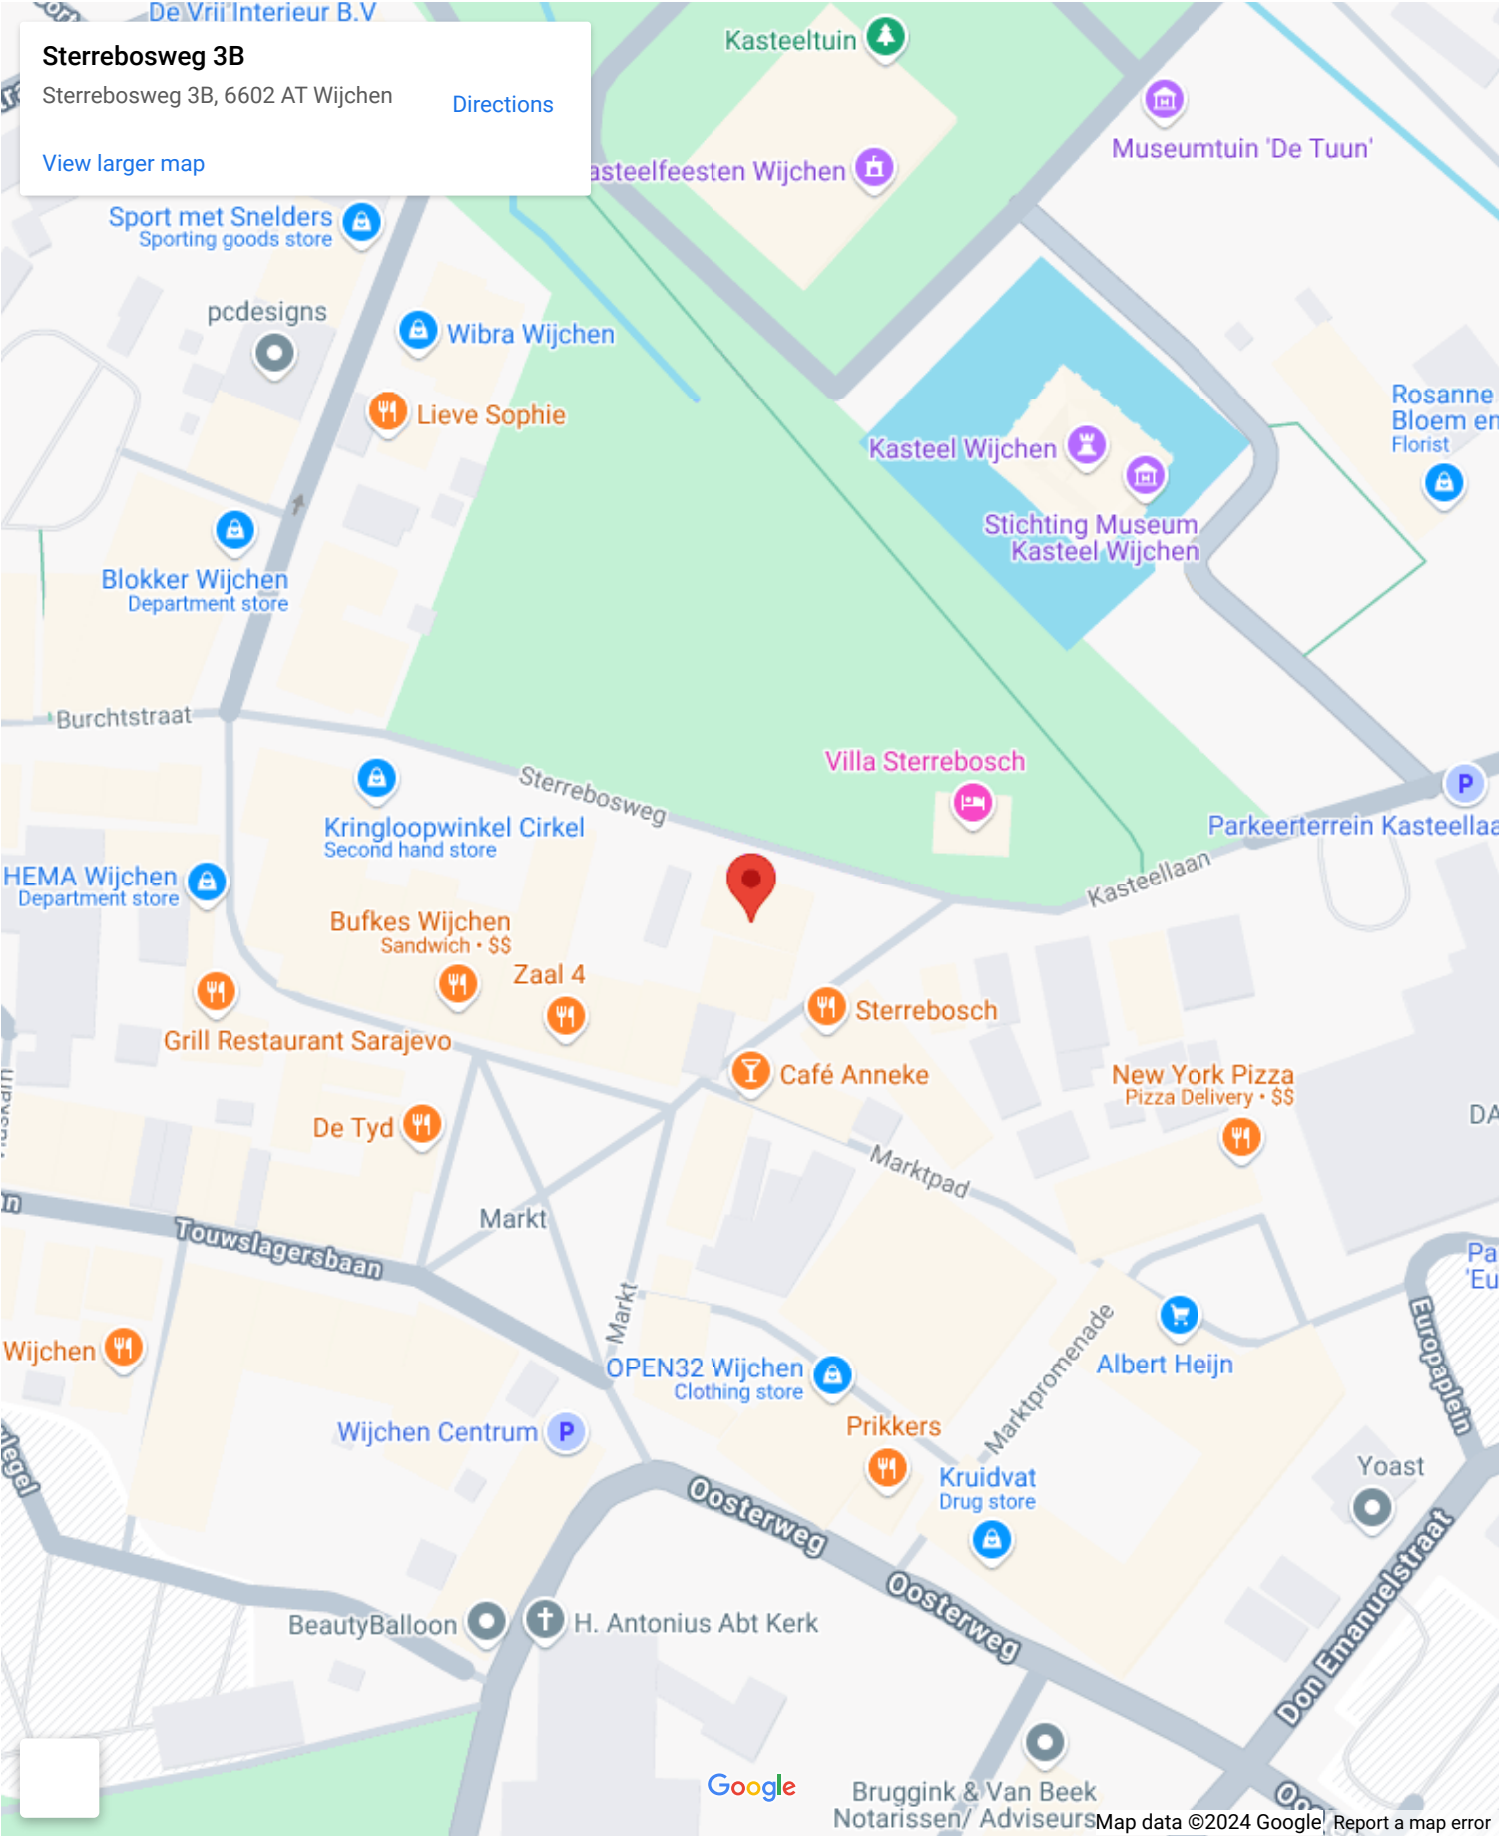 De Vrij Interieur B.V
Sterrebosweg 3B
Sterrebosweg 3B, 6602 AT Wijchen
Directions
View larger map
Kasteeltuin
Museumtuin 'De Tuun'
asteelfeesten Wijchen
Sport met Snelders
Sporting goods store
pcdesigns
Wibra Wijchen
Lieve Sophie
Rosanne
Bloem en
Florist
Kasteel Wijchen
Stichting Museum
Kasteel Wijchen
Blokker Wijchen
Department store
Burchtstraat
Villa Sterrebosch
Sterrebosweg
Kringloopwinkel Cirkel
Second hand store
P
Parkeerterrein Kasteellaa
Kasteellaan
HEMA Wijchen
Department store
Bufkes Wijchen
Sandwich • $$
Zaal 4
Grill Restaurant Sarajevo
Sterrebosch
Café Anneke
New York Pizza
Pizza Delivery • $$
DA
De Tyd
Marktpad
Markt
Touwslagersbaan
Markt
Pa
'Eu
Europaplein
Wijchen
OPEN32 Wijchen
Clothing store
Marktpromenade
Albert Heijn
Wijchen Centrum
P
Prikkers
Kruidvat
Drug store
Yoast
Oosterweg
Oosterweg
Don Emanuelstraat
BeautyBalloon
H. Antonius Abt Kerk
Google
Bruggink & Van Beek
Notarissen/ Adviseurs
Map data ©2024 Google
Report a map error